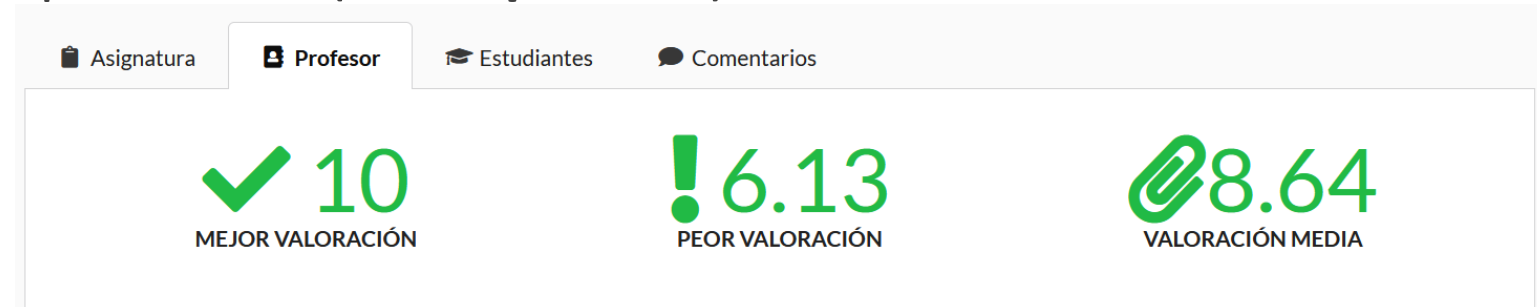 Asignatura Profesor Estudiantes Comentarios
10 6.13 8.64
MEJOR VALORACIÓN PEOR VALORACIÓN VALORACIÓN MEDIA